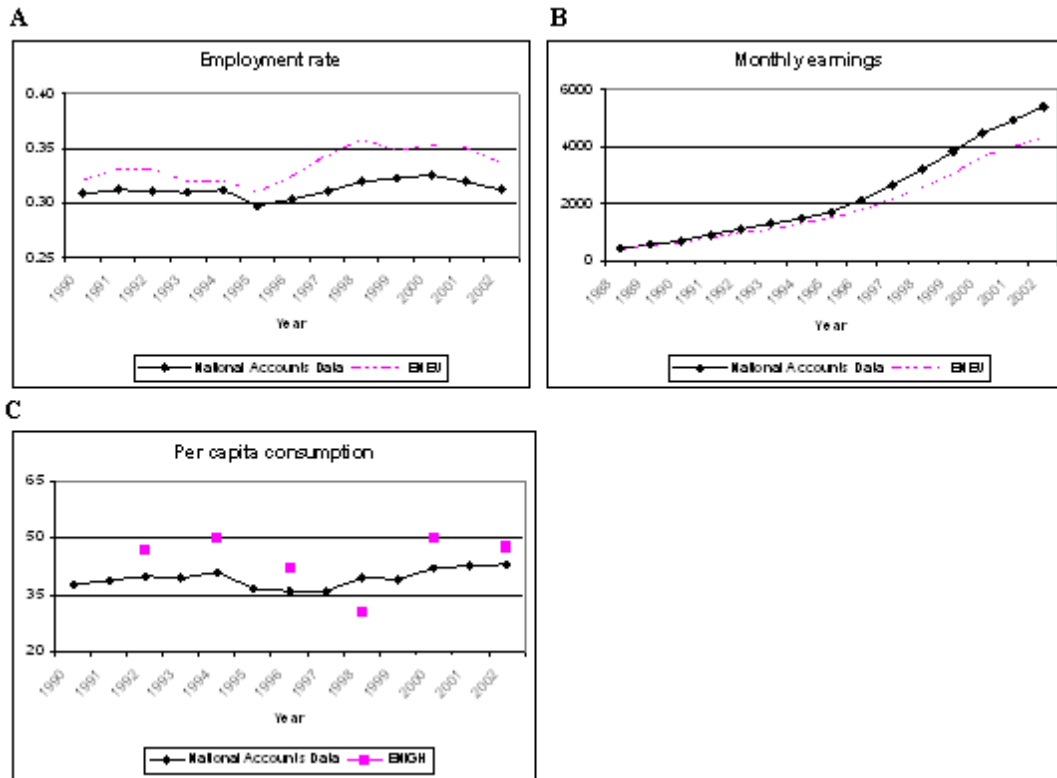 A
Employment rate
0.40
0.35
0.30
0.25
1990 1991 1992 1993 1994 1995 1996 1997 1998 1999 2000 2001 2002
Year
National Accounts Data ENEU
B
Monthly earnings
6000
4000
2000
0
1988 1989 1990 1991 1992 1993 1994 1995 1996 1997 1998 1999 2000 2001 2002
Year
National Accounts Data ENEU
C
Per capita consumption
65
50
35
20
1990 1991 1992 1993 1994 1995 1996 1997 1998 1999 2000 2001 2002
Year
National Accounts Data ENIGH